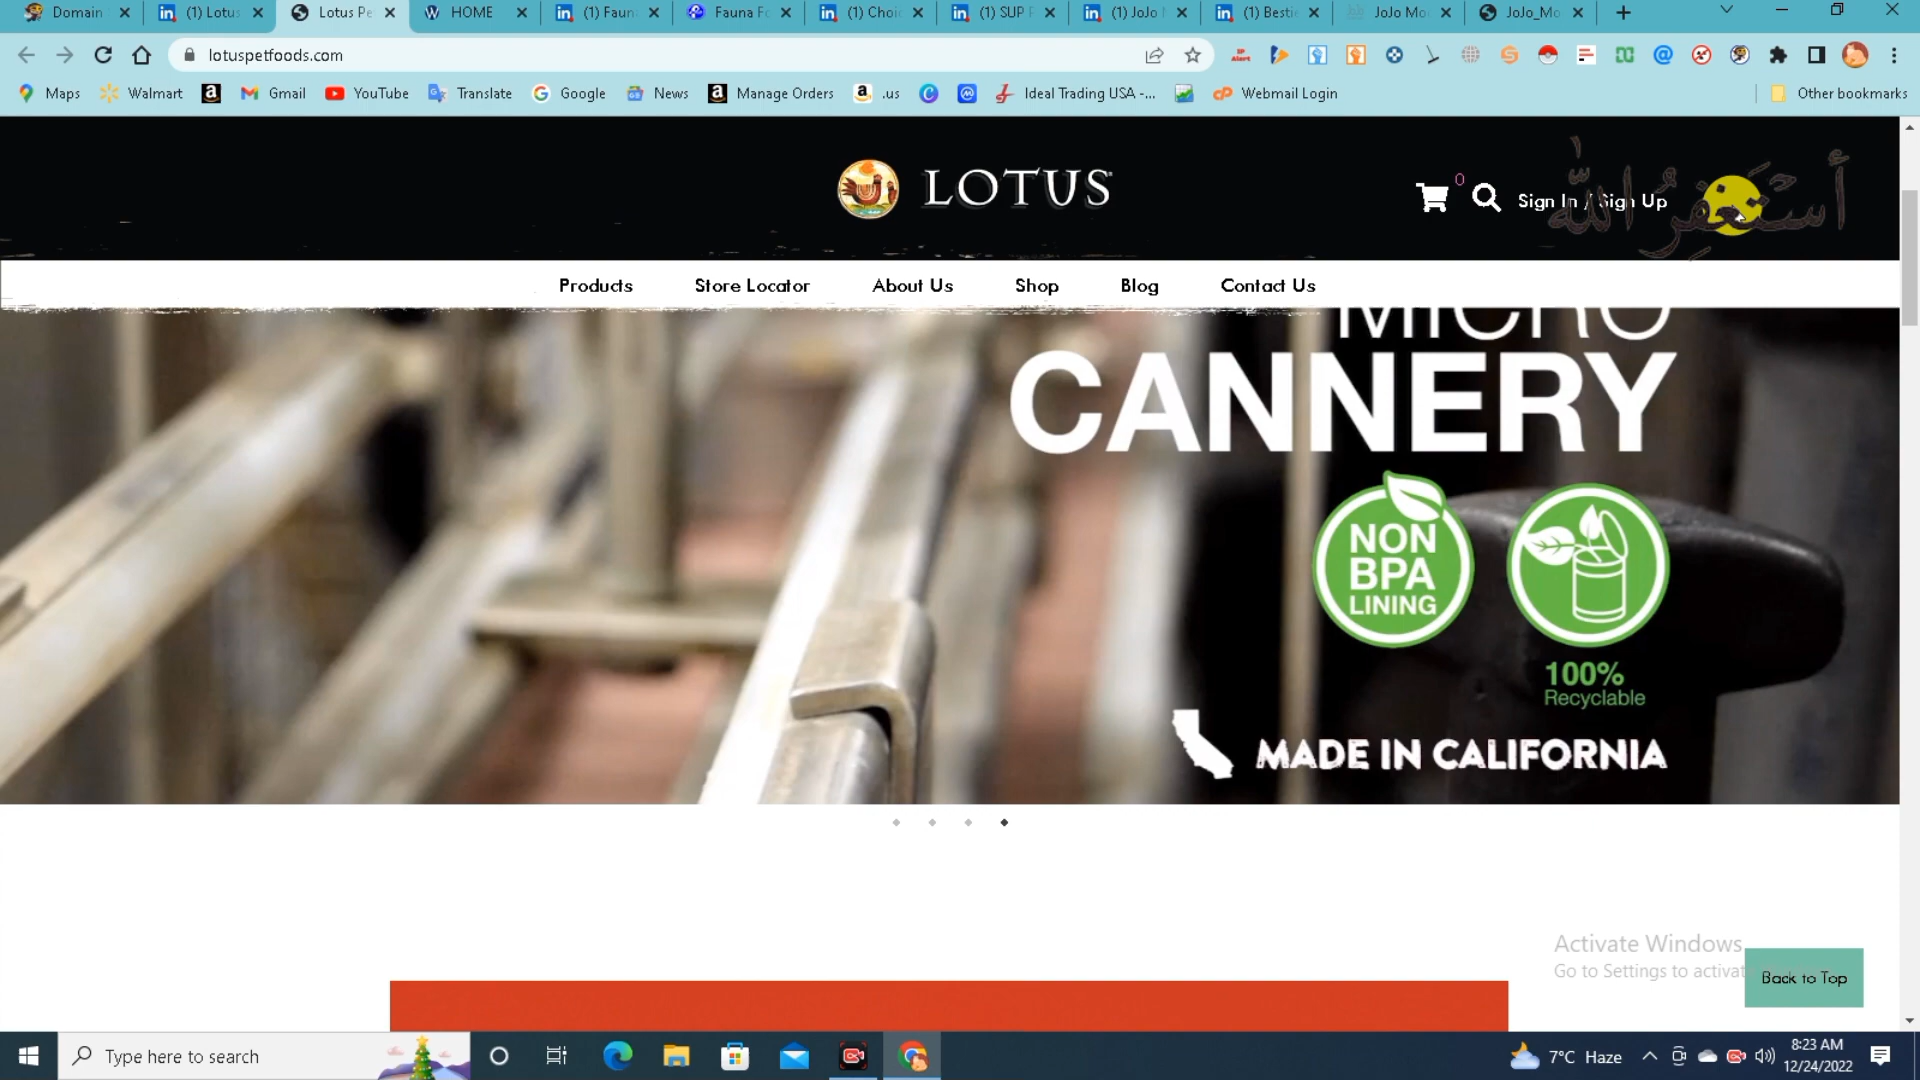 Domain
(1) Lotus
Lotus Pe
HOME
(1) Faun
Fauna Fo
(1) Choi
(1) SUP
(1) JoJo
(1) Besti
JoJo Mo
JoJo_Mo
lotuspetfoods.com
Maps
Walmart
Gmail
YouTube
Translate
Google
News
Manage Orders
.us
Ideal Trading USA -...
Webmail Login
Other bookmarks
LOTUS
0
Sign In / Sign Up
أستغفر الله
Products
Store Locator
About Us
Shop
Blog
Contact Us
MICRO
CANNERY
NON
BPA
LINING
100%
Recyclable
MADE IN CALIFORNIA
Activate Windows
Go to Settings to activat
Back to Top
Type here to search
7°C Haze
8:23 AM
12/24/2022